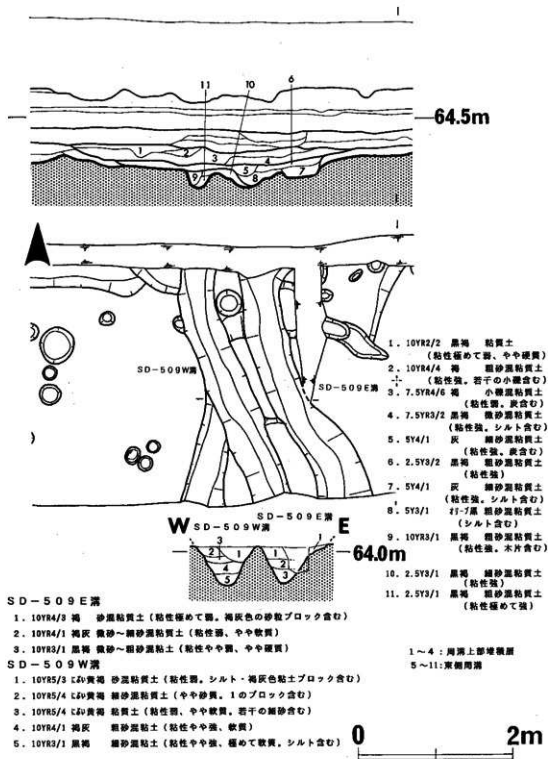 11 10 6
64.5m
1 2 3 4 5 6 7 8 9
SD-509W溝
SD-509E溝
1. 10YR2/2 黒褐 粘質土
(粘性極めて弱、やや硬質)
2. 10YR4/4 褐 粗砂混粘質土
(粘性強。若干の小礫含む)
3. 7.5YR4/6 褐 小礫混粘質土
(粘性弱。炭含む)
4. 7.5YR3/2 黒褐 微砂混粘質土
(粘性強。シルト含む)
5. 5Y4/1 灰 細砂混粘質土
(粘性強。炭含む)
6. 2.5Y3/2 黒褐 粗砂混粘質土
(粘性強)
7. 5Y4/1 灰 細砂混粘質土
(粘性強。シルト含む)
8. 5Y3/1 オリーブ黒 粗砂混粘質土
(シルト含む)
9. 10YR3/1 黒褐 粗砂混粘質土
(粘性強。木片含む)
10. 2.5Y3/1 黒褐 細砂混粘質土
(粘性強)
11. 2.5Y3/1 黒褐 細砂混粘質土
(粘性極めて強)
W SD-509W溝 SD-509E溝 E
3 2 1 4 5 1 2 3 1
64.0m
SD-509E溝
1. 10YR4/3 褐 砂混粘質土(粘性極めて弱。褐灰色の砂粒ブロック含む)
2. 10YR4/1 褐灰 微砂~細砂混粘質土(粘性弱、やや軟質)
3. 10YR3/1 黒褐 微砂~粗砂混粘質土(粘性やや弱、やや硬質)
SD-509W溝
1. 10YR5/3 にぶい黄褐 砂混粘質土(粘性弱。シルト・褐灰色粘土ブロック含む)
2. 10YR5/4 にぶい黄褐 細砂混粘質土(やや砂質。1のブロック含む)
3. 10YR5/4 にぶい黄褐 粘質土(粘性弱、やや軟質。若干の細砂含む)
4. 10YR4/1 褐灰 粗砂混粘土(粘性やや強、軟質)
5. 10YR3/1 黒褐 細砂混粘土(粘性やや強、極めて軟質。シルト含む)
1~4:周溝上部堆積層
5~11:東側周溝
0 2m